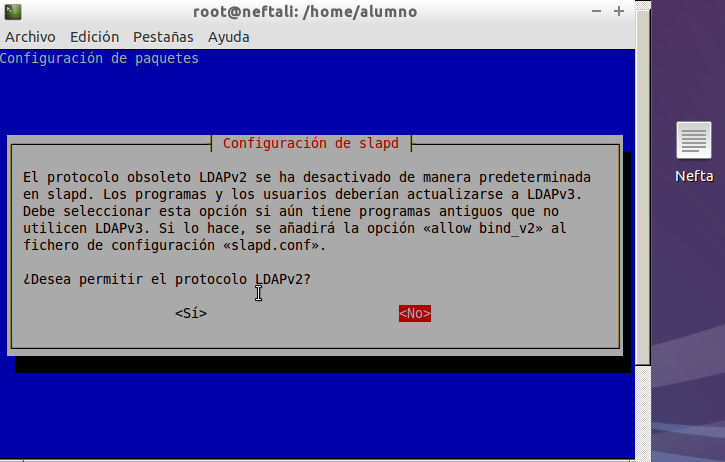 root@neftali: /home/alumno
Archivo Edición Pestañas Ayuda
Configuración de paquetes
Configuración de slapd
El protocolo obsoleto LDAPv2 se ha desactivado de manera predeterminada
en slapd. Los programas y los usuarios deberían actualizarse a LDAPv3.
Debe seleccionar esta opción si aún tiene programas antiguos que no
utilicen LDAPv3. Si lo hace, se añadirá la opción «allow bind_v2» al
fichero de configuración «slapd.conf».
¿Desea permitir el protocolo LDAPv2?
<Sí> <No>
Nefta